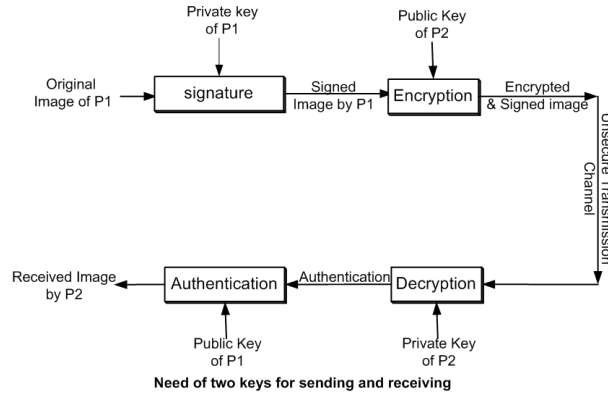 Private key
of P1
Public Key
of P2
Original
Image of P1
signature
Signed
Image by P1
Encryption
Encrypted
& Signed image
Unsecure Transmission
Channel
Received Image
by P2
Authentication
Authentication
Decryption
Public Key
of P1
Private Key
of P2
Need of two keys for sending and receiving